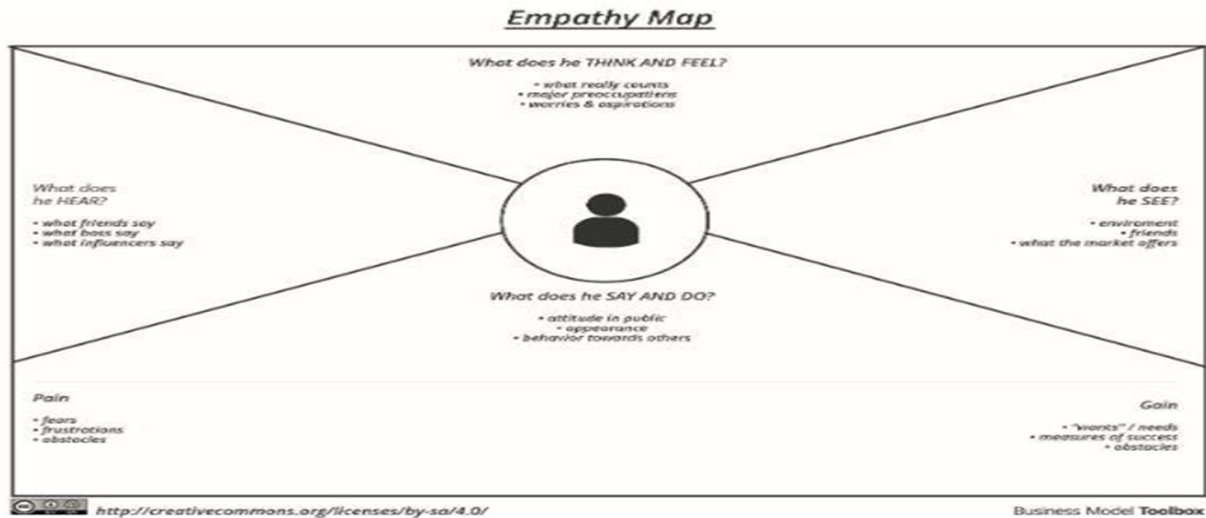 Empathy Map
What does he THINK AND FEEL?
• what really counts
• major preoccupations
• worries & aspirations
What does
he HEAR?
• what friends say
• what boss say
• what influencers say
What does
he SEE?
• enviroment
• friends
• what the market offers
What does he SAY AND DO?
• attitude in public
• appearance
• behavior towards others
Pain
• fears
• frustrations
• obstacles
Gain
• "wants" / needs
• measures of success
• obstacles
http://creativecommons.org/licenses/by-sa/4.0/
Business Model Toolbox